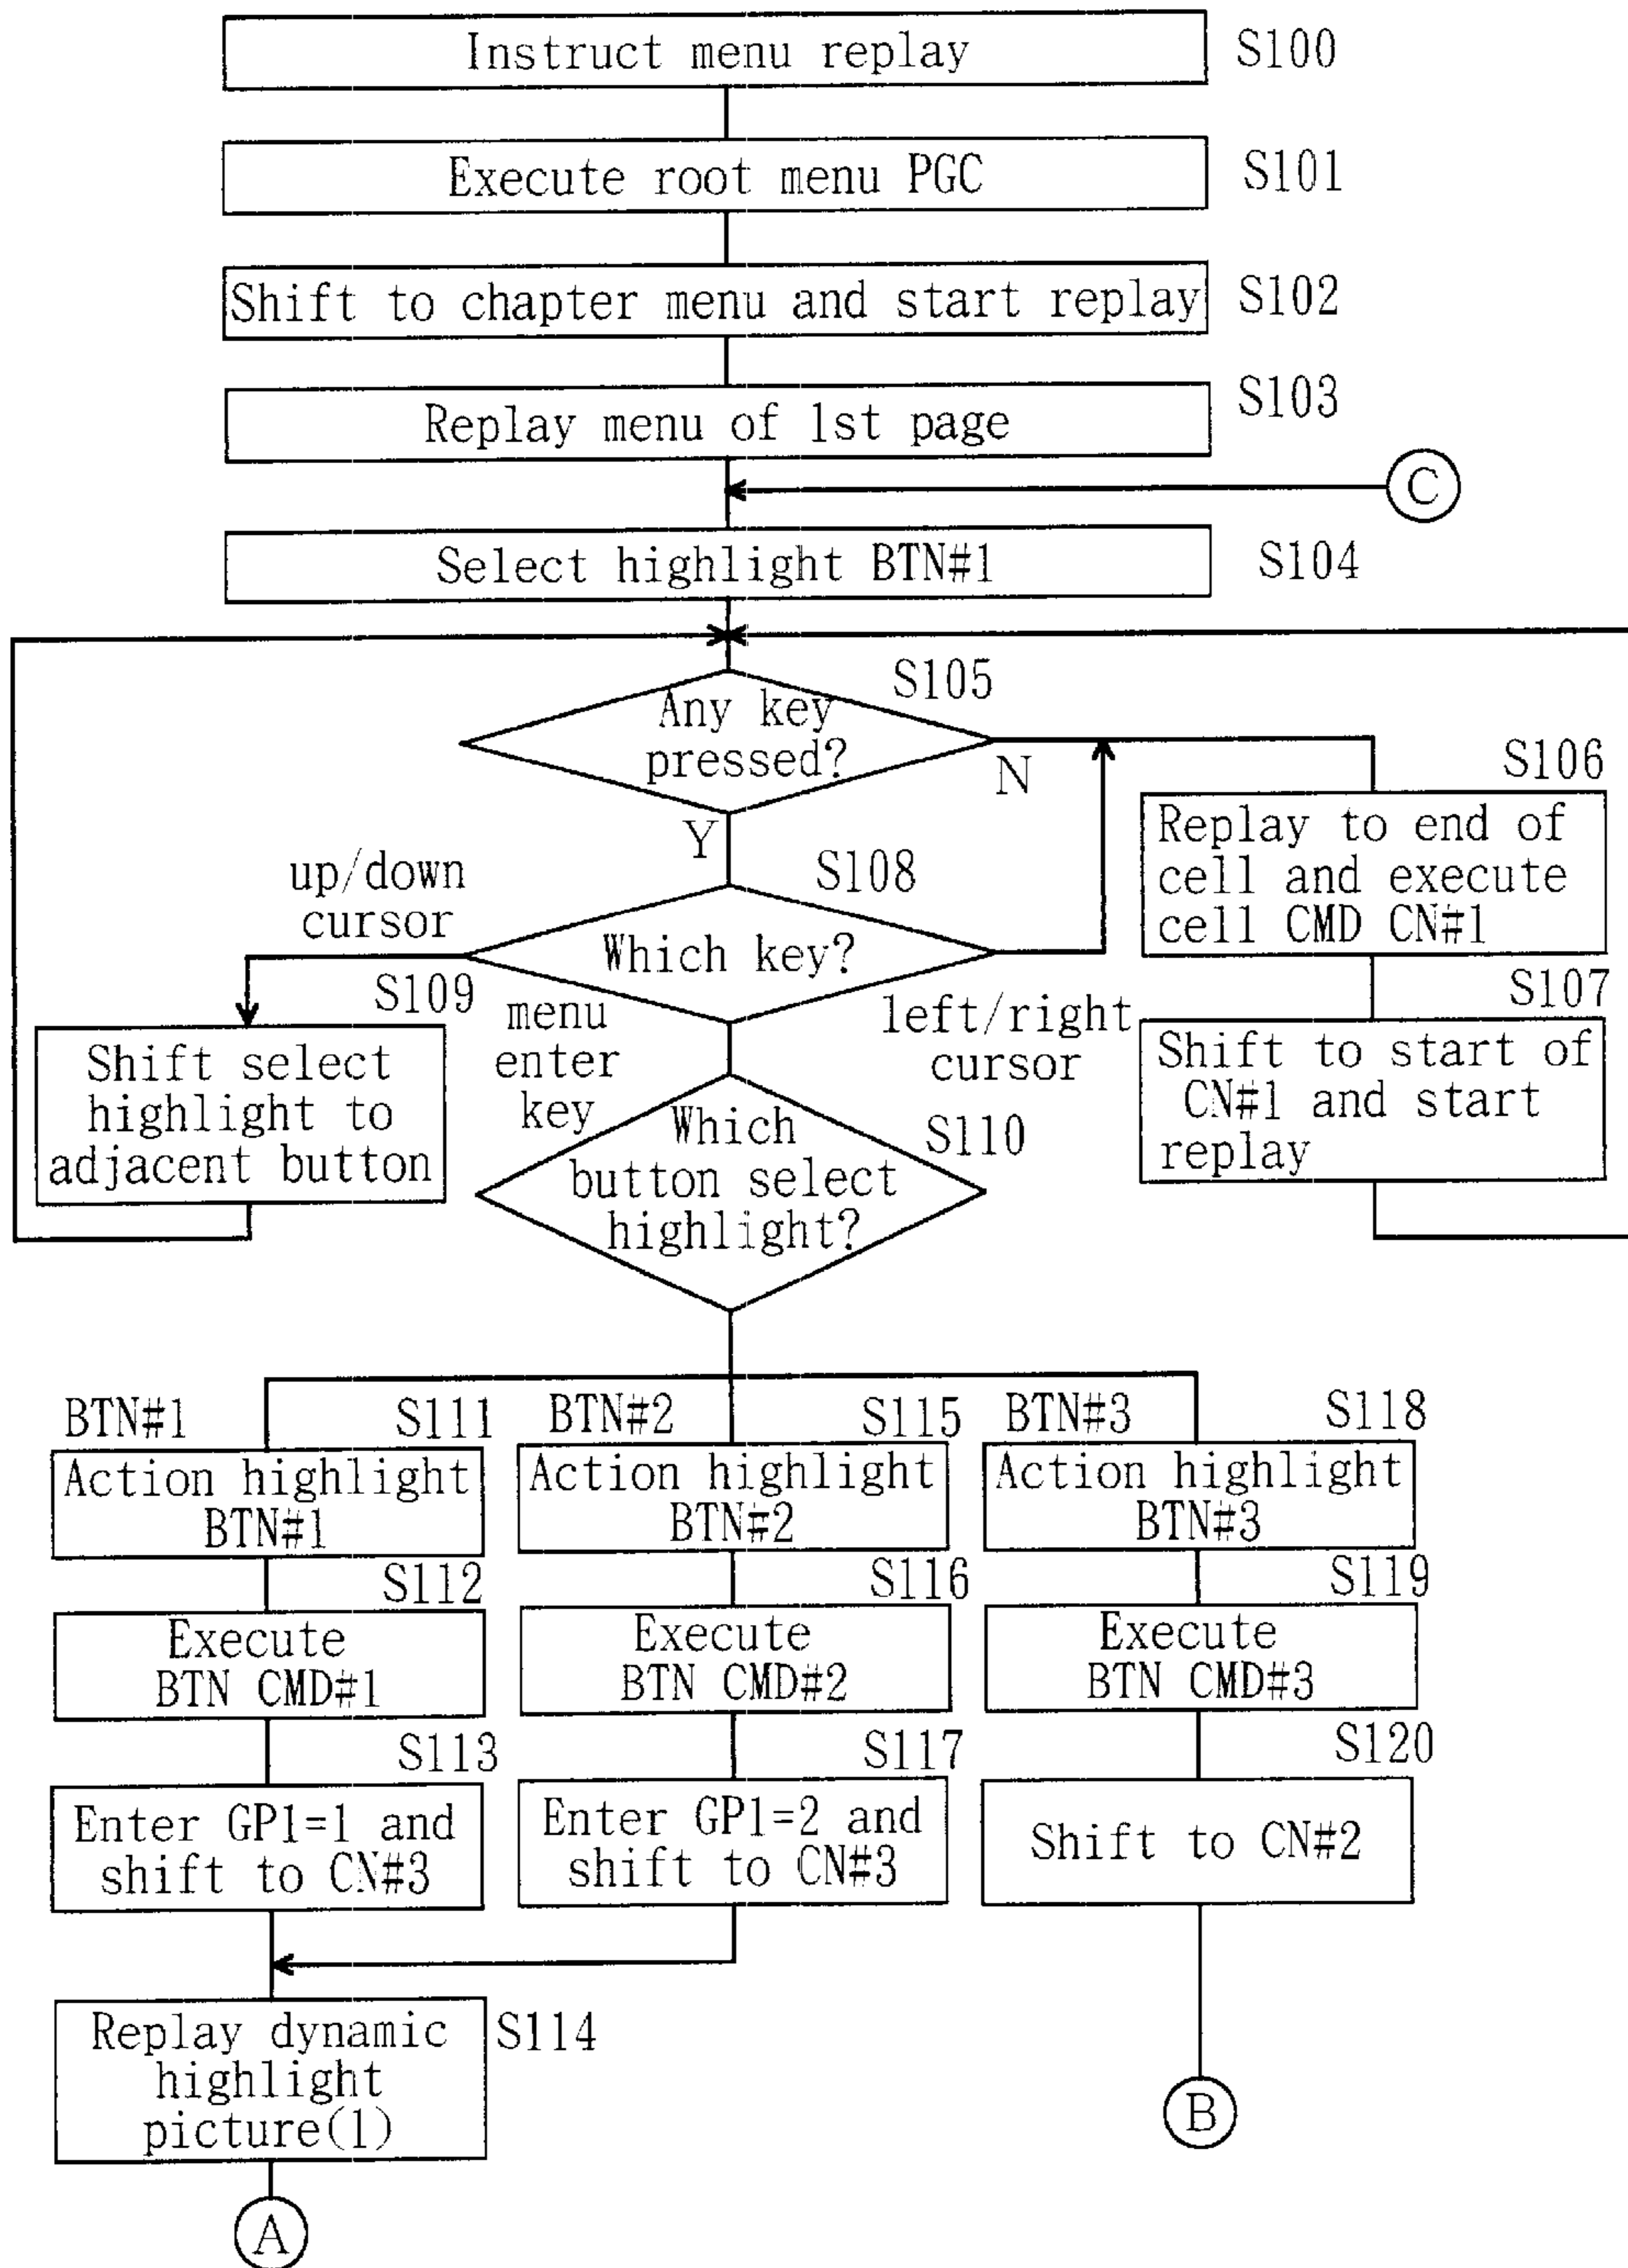 Instruct menu replay
S100
Execute root menu PGC
S101
Shift to chapter menu and start replay
S102
Replay menu of 1st page
S103
C
Select highlight BTN#1
S104
S105
Any key
pressed?
N
Y
S106
Replay to end of
cell and execute
cell CMD CN#1
up/down
cursor
S108
Which key?
S109
menu
enter
key
left/right
cursor
S107
Shift to start of
CN#1 and start
replay
Shift select
highlight to
adjacent button
S110
Which
button select
highlight?
BTN#1
S111
Action highlight
BTN#1
S112
Execute
BTN CMD#1
S113
Enter GP1=1 and
shift to CN#3
BTN#2
S115
Action highlight
BTN#2
S116
Execute
BTN CMD#2
S117
Enter GP1=2 and
shift to CN#3
BTN#3
S118
Action highlight
BTN#3
S119
Execute
BTN CMD#3
S120
Shift to CN#2
Replay dynamic
highlight
picture(1)
S114
B
A